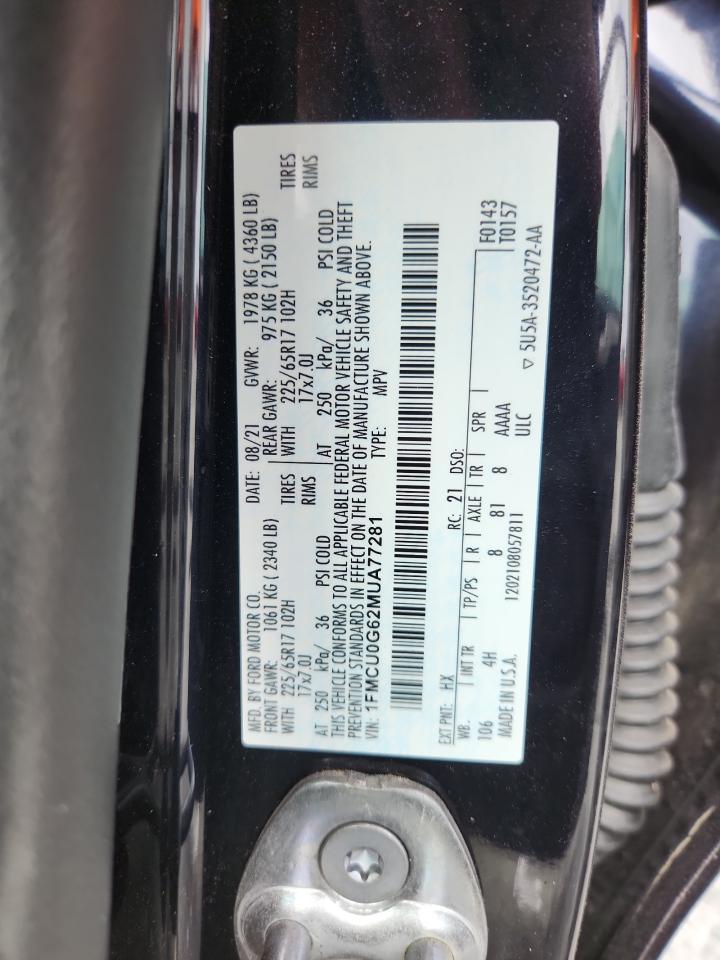 MFD. BY FORD MOTOR CO. DATE: 08/21 GVWR: 1978 KG (4360 LB)
FRONT GAWR: 1061 KG (2340 LB) REAR GAWR: 975 KG (2150 LB)
WITH 225/65R17 102H TIRES WITH 225/65R17 102H TIRES
17x7.0J RIMS 17x7.0J RIMS
AT 250 kPa/ 36 PSI COLD AT 250 kPa/ 36 PSI COLD
THIS VEHICLE CONFORMS TO ALL APPLICABLE FEDERAL MOTOR VEHICLE SAFETY AND THEFT
PREVENTION STANDARDS IN EFFECT ON THE DATE OF MANUFACTURE SHOWN ABOVE.
VIN: 1FMCU0G62MUA77281 TYPE: MPV
EXT PNT: HX RC: 21 DSO: F0143
WB INT TR TP/PS R AXLE TR SPR T0157
106 4H 8 81 8 AAAA
MADE IN U.S.A. 1202108057811 ULC ▽ 5U5A-3520472-AA